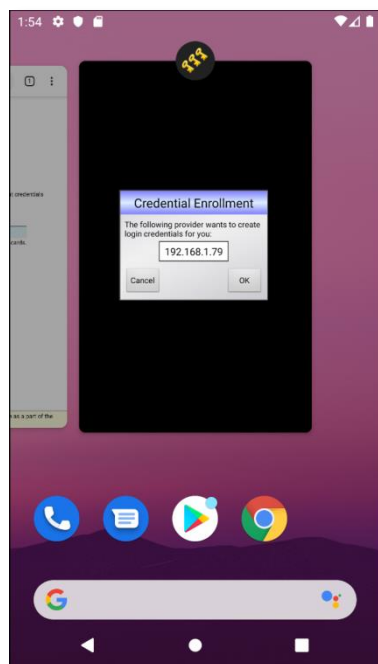 1:54
1
t credentials
cards.
Credential Enrollment
The following provider wants to create
login credentials for you:
192.168.1.79
Cancel
OK
e as a part of the
G